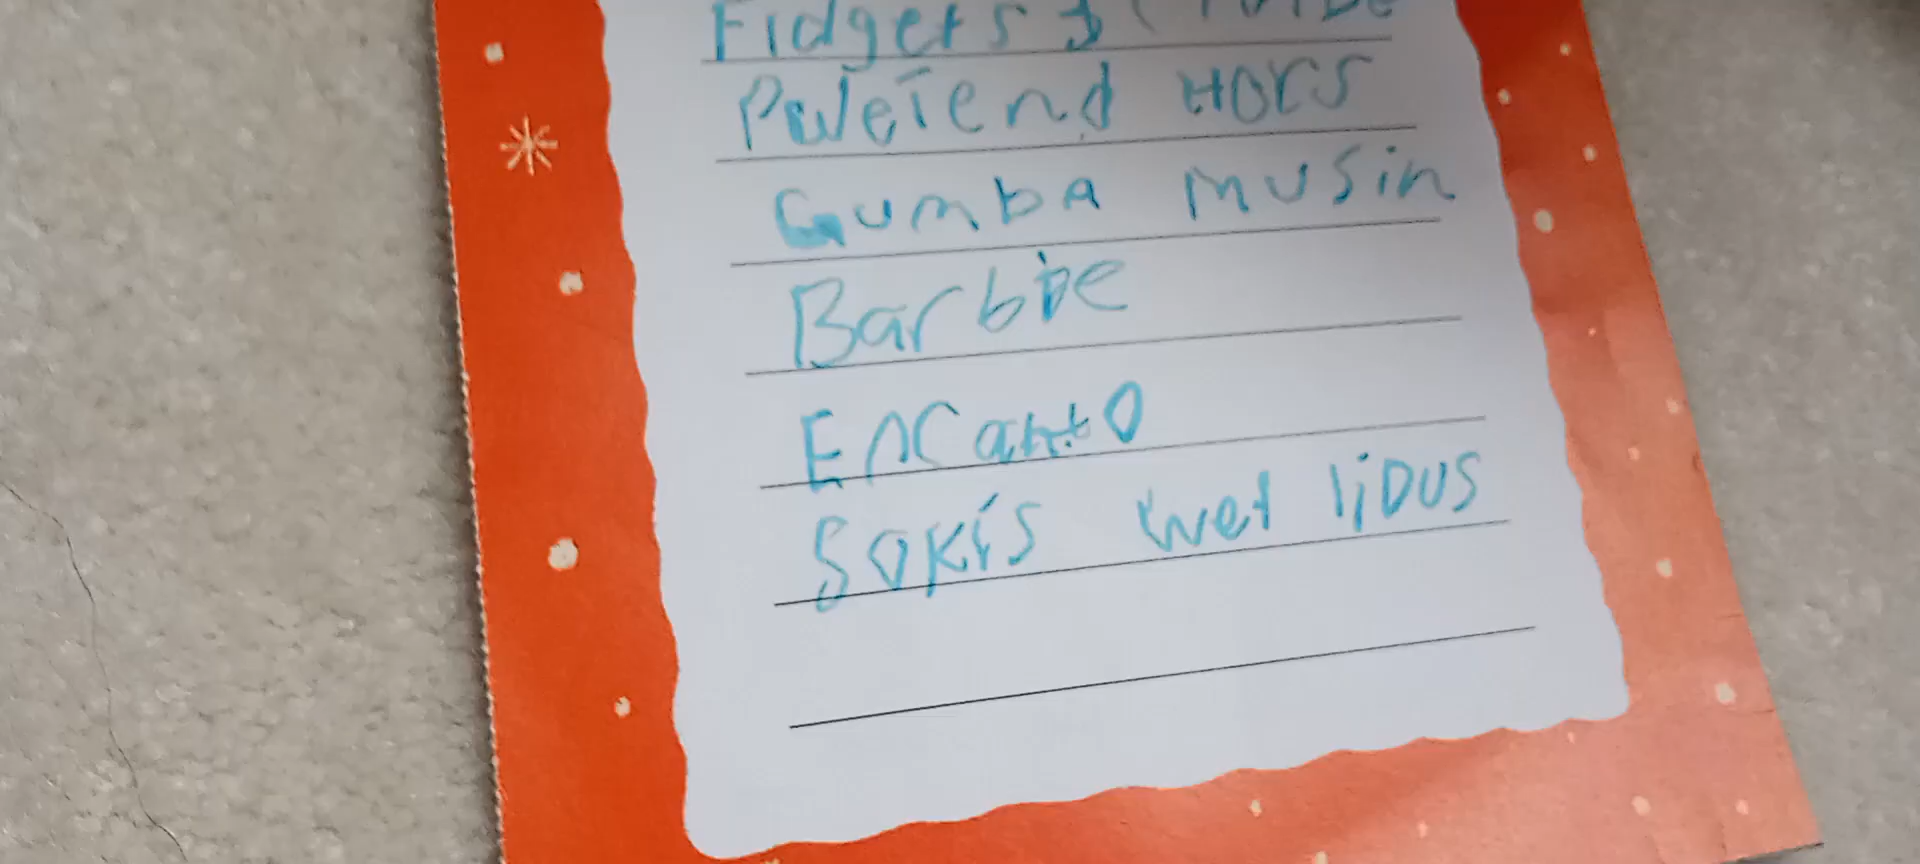 Fidgets
Pwetend HOrs
Gumba musin
Barbie
Encanto
Sokis wet liDUS